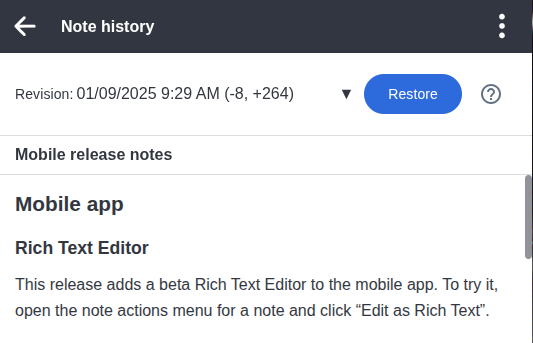 Note history
Revision: 01/09/2025 9:29 AM (-8, +264)
Restore
Mobile release notes
Mobile app
Rich Text Editor
This release adds a beta Rich Text Editor to the mobile app. To try it,
open the note actions menu for a note and click “Edit as Rich Text”.